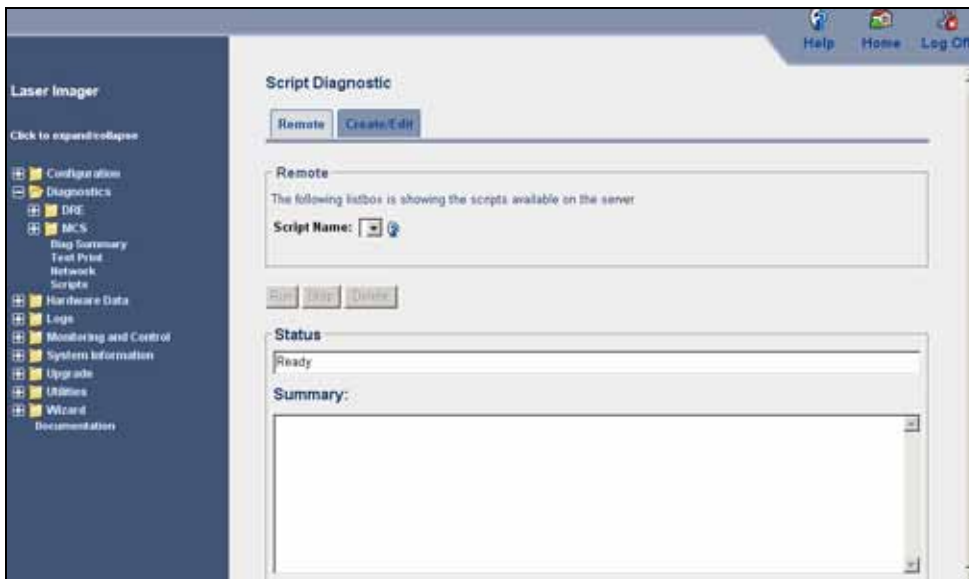 Help Home Log Off
Laser Imager
Click to expand/collapse
Configuration
Diagnostics
DRE
MCS
Diag Summary
Test Print
Network
Scripts
Hardware Data
Logs
Monitoring and Control
System Information
Upgrade
Utilities
Wizard
Documentation
Script Diagnostic
Remote Create/Edit
Remote
The following listbox is showing the scripts available on the server
Script Name:
Run Stop Delete
Status
Ready
Summary: